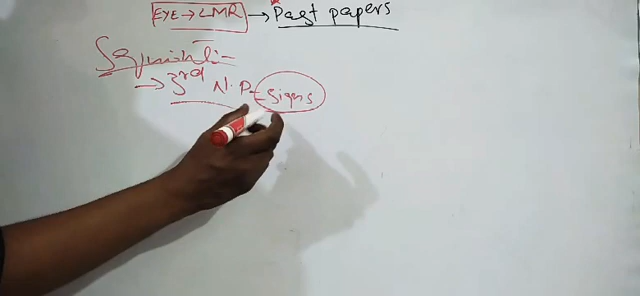 EYE → LMR → Past papers
→ 3rd N.P - signs